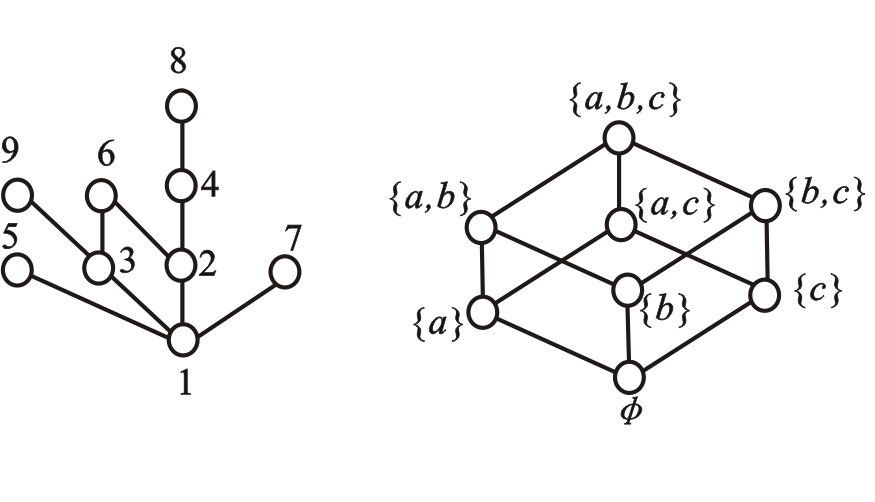 8
9
6
4
5
3
2
7
1
{a,b,c}
{a,b}
{a,c}
{b,c}
{a}
{b}
{c}
Φ